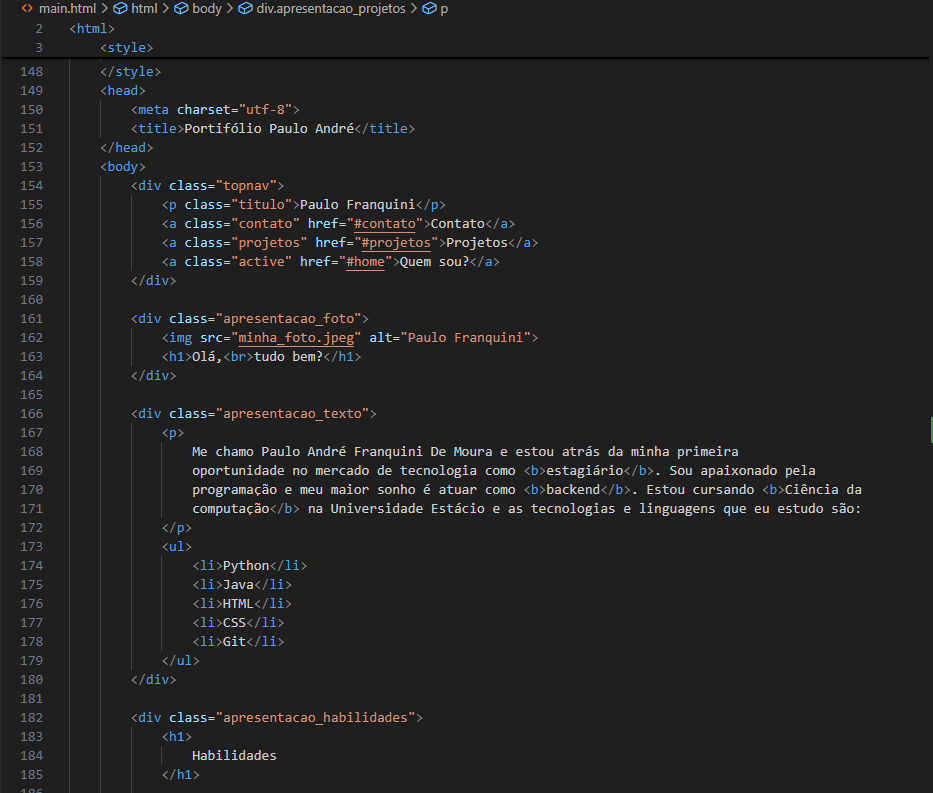 main.html > html > body > div.apresentacao_projetos > p
2 <html>
3 <style>
148 </style>
149 <head>
150 <meta charset="utf-8">
151 <title>Portifólio Paulo André</title>
152 </head>
153 <body>
154 <div class="topnav">
155 <p class="titulo">Paulo Franquini</p>
156 <a class="contato" href="#contato">Contato</a>
157 <a class="projetos" href="#projetos">Projetos</a>
158 <a class="active" href="#home">Quem sou?</a>
159 </div>
160
161 <div class="apresentacao_foto">
162 <img src="minha_foto.jpeg" alt="Paulo Franquini">
163 <h1>Olá,<br>tudo bem?</h1>
164 </div>
165
166 <div class="apresentacao_texto">
167 <p>
168 Me chamo Paulo André Franquini De Moura e estou atrás da minha primeira
169 oportunidade no mercado de tecnologia como <b>estagiário</b>. Sou apaixonado pela
170 programação e meu maior sonho é atuar como <b>backend</b>. Estou cursando <b>Ciência da
171 computação</b> na Universidade Estácio e as tecnologias e linguagens que eu estudo são:
172 </p>
173 <ul>
174 <li>Python</li>
175 <li>Java</li>
176 <li>HTML</li>
177 <li>CSS</li>
178 <li>Git</li>
179 </ul>
180 </div>
181
182 <div class="apresentacao_habilidades">
183 <h1>
184 Habilidades
185 </h1>
186